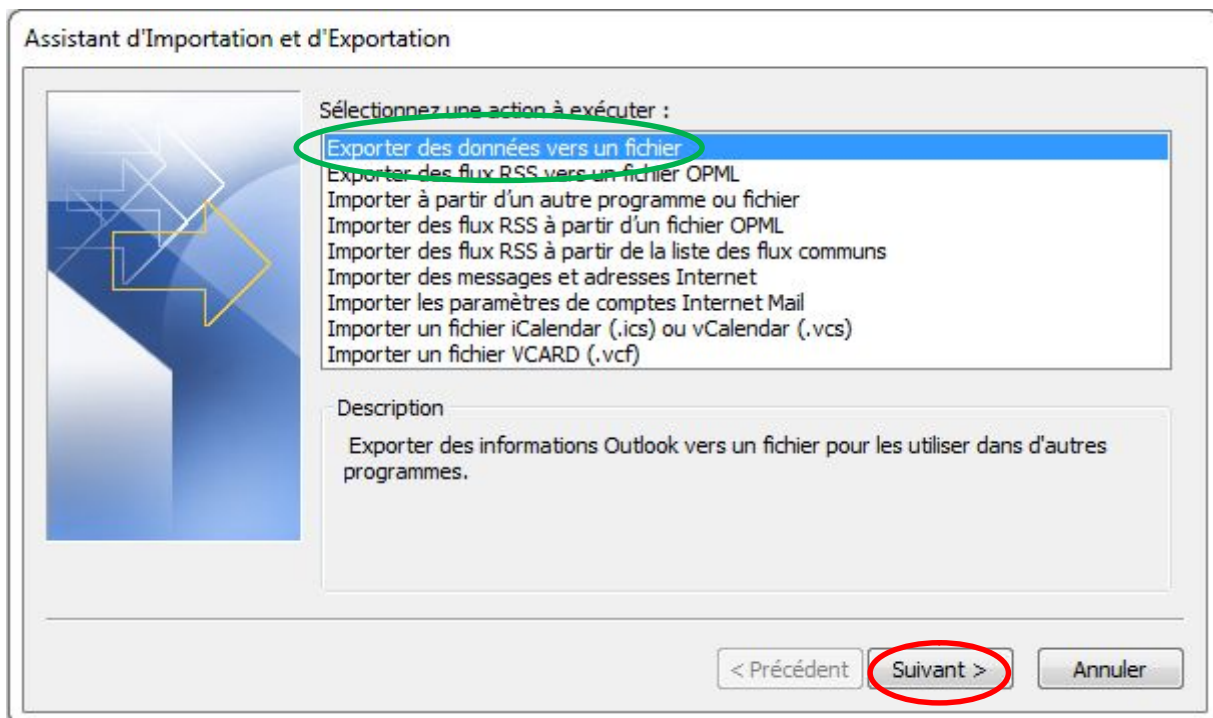 Assistant d'Importation et d'Exportation
Sélectionnez une action à exécuter :
Exporter des données vers un fichier
Exporter des flux RSS vers un fichier OPML
Importer à partir d'un autre programme ou fichier
Importer des flux RSS à partir d'un fichier OPML
Importer des flux RSS à partir de la liste des flux communs
Importer des messages et adresses Internet
Importer les paramètres de comptes Internet Mail
Importer un fichier iCalendar (.ics) ou vCalendar (.vcs)
Importer un fichier VCARD (.vcf)
Description
Exporter des informations Outlook vers un fichier pour les utiliser dans d'autres
programmes.
< Précédent Suivant > Annuler